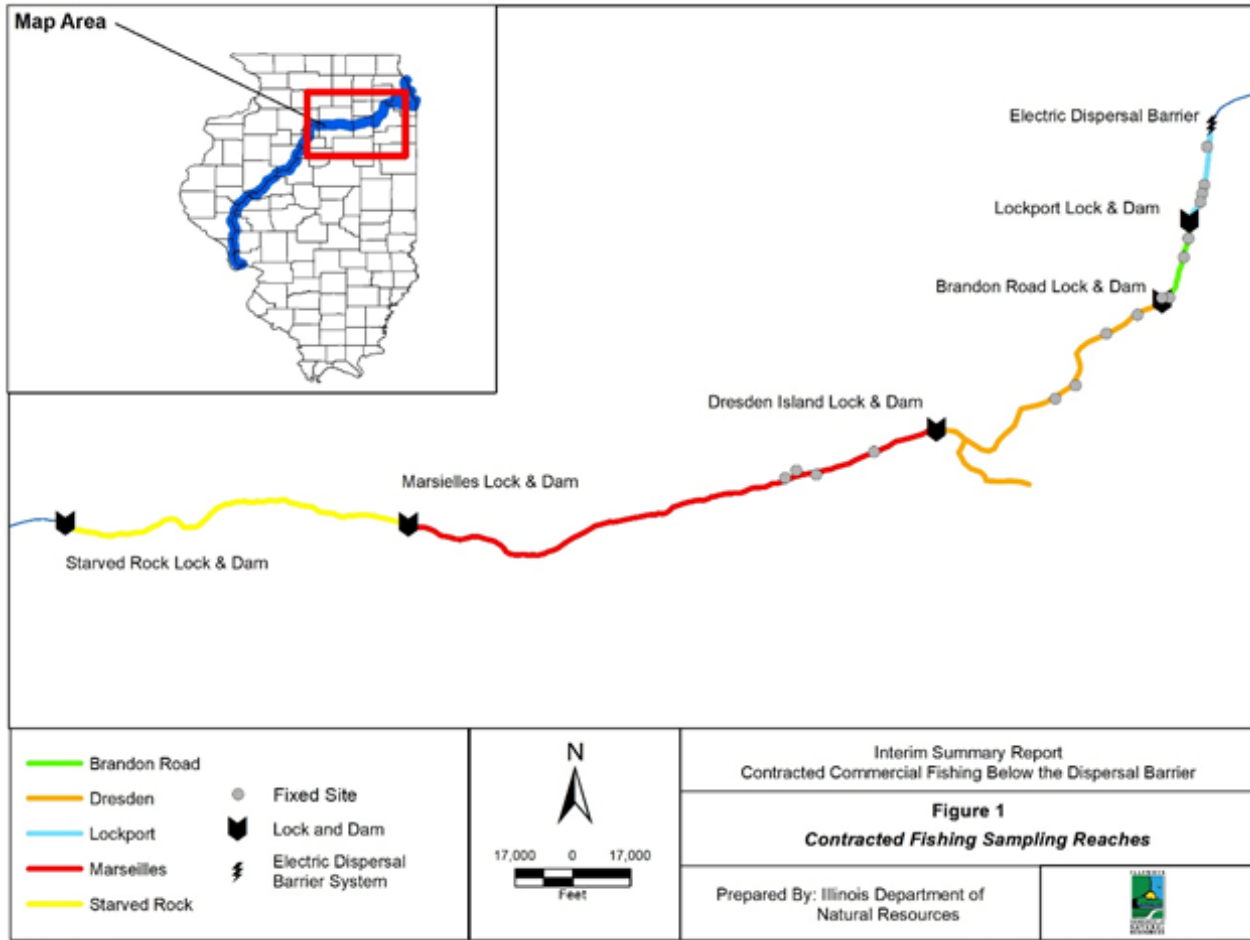 Map Area
Electric Dispersal Barrier
Lockport Lock & Dam
Brandon Road Lock & Dam
Dresden Island Lock & Dam
Marsielles Lock & Dam
Starved Rock Lock & Dam
Brandon Road
Dresden
Lockport
Marseilles
Starved Rock
Fixed Site
Lock and Dam
Electric Dispersal
Barrier System
N
17,000 0 17,000
Feet
Interim Summary Report
Contracted Commercial Fishing Below the Dispersal Barrier
Figure 1
Contracted Fishing Sampling Reaches
Prepared By: Illinois Department of
Natural Resources
ILLINOIS
NATURAL
RESOURCES